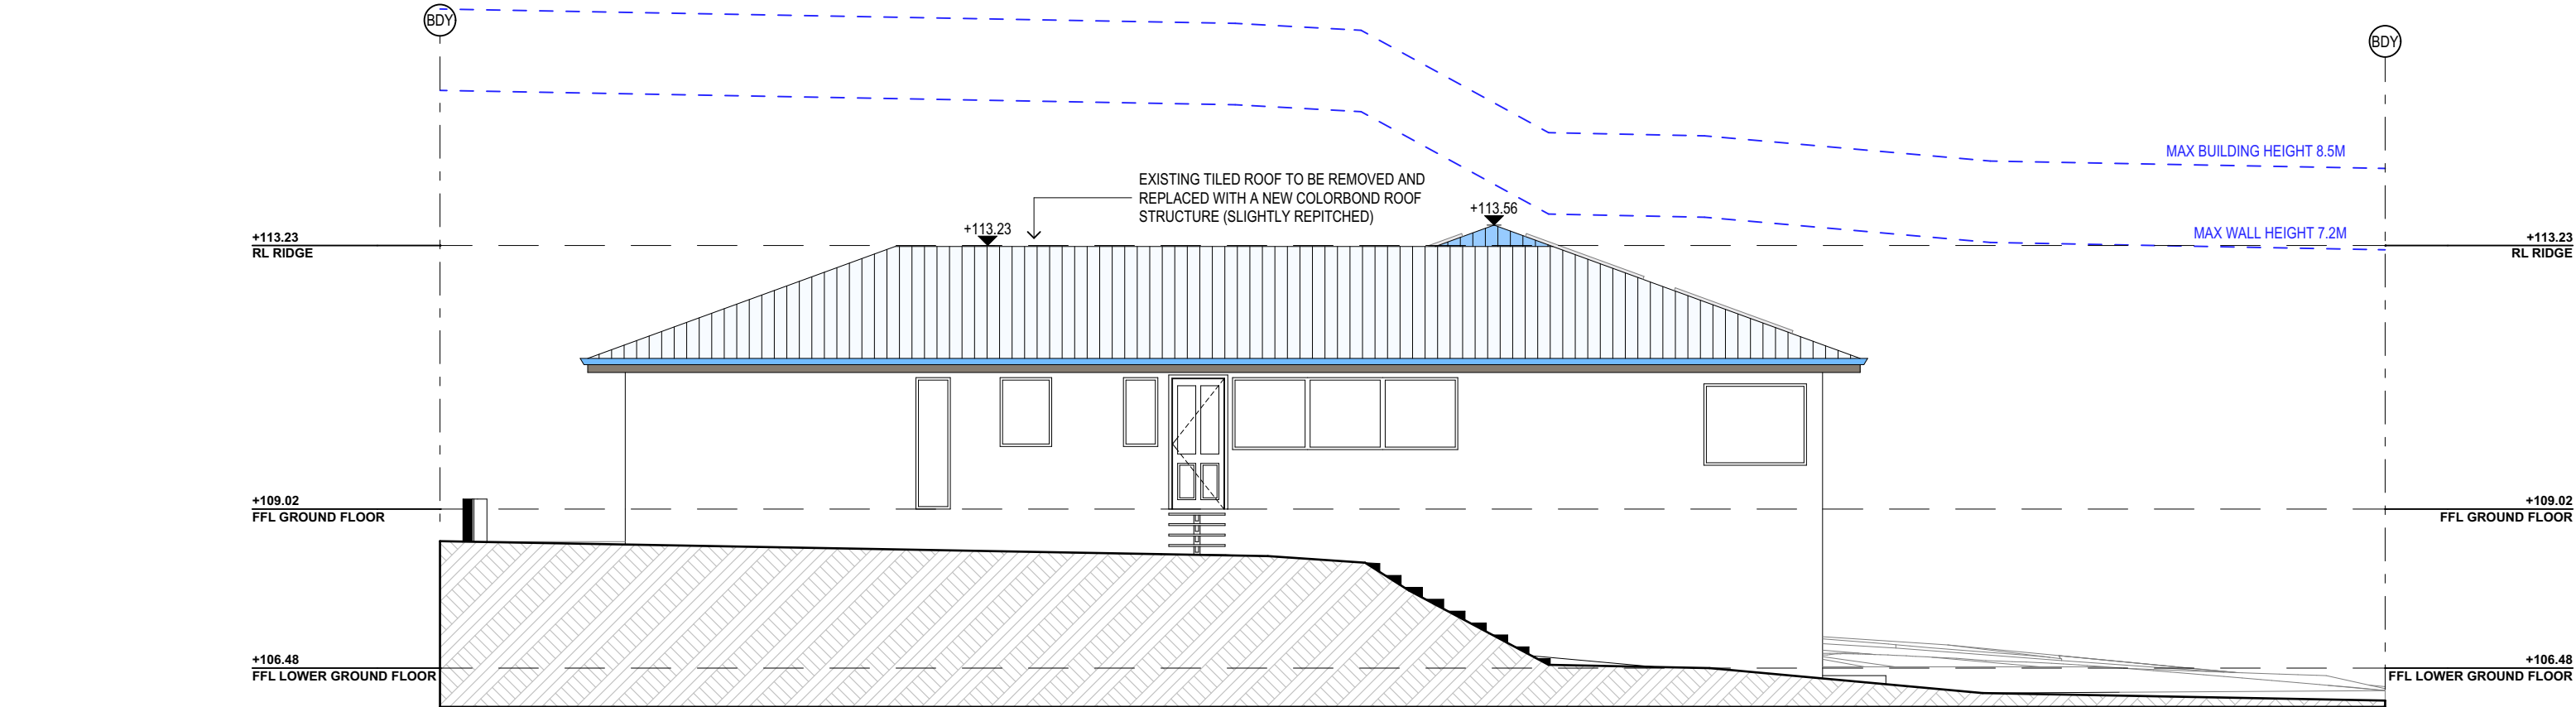 BDY
BDY
MAX BUILDING HEIGHT 8.5M
EXISTING TILED ROOF TO BE REMOVED AND
REPLACED WITH A NEW COLORBOND ROOF
STRUCTURE (SLIGHTLY REPITCHED)
+113.56
+113.23
MAX WALL HEIGHT 7.2M
+113.23
RL RIDGE
+113.23
RL RIDGE
+109.02
FFL GROUND FLOOR
+109.02
FFL GROUND FLOOR
+106.48
FFL LOWER GROUND FLOOR
+106.48
FFL LOWER GROUND FLOOR